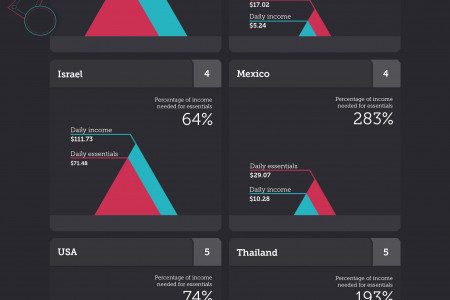 $17.02
Daily income
$5.24
Israel
4
Percentage of income
needed for essentials
64%
Daily income
$111.73
Daily essentials
$71.48
Mexico
4
Percentage of income
needed for essentials
283%
Daily essentials
$29.07
Daily income
$10.28
USA
5
Percentage of income
needed for essentials
74%
Thailand
5
Percentage of income
needed for essentials
193%